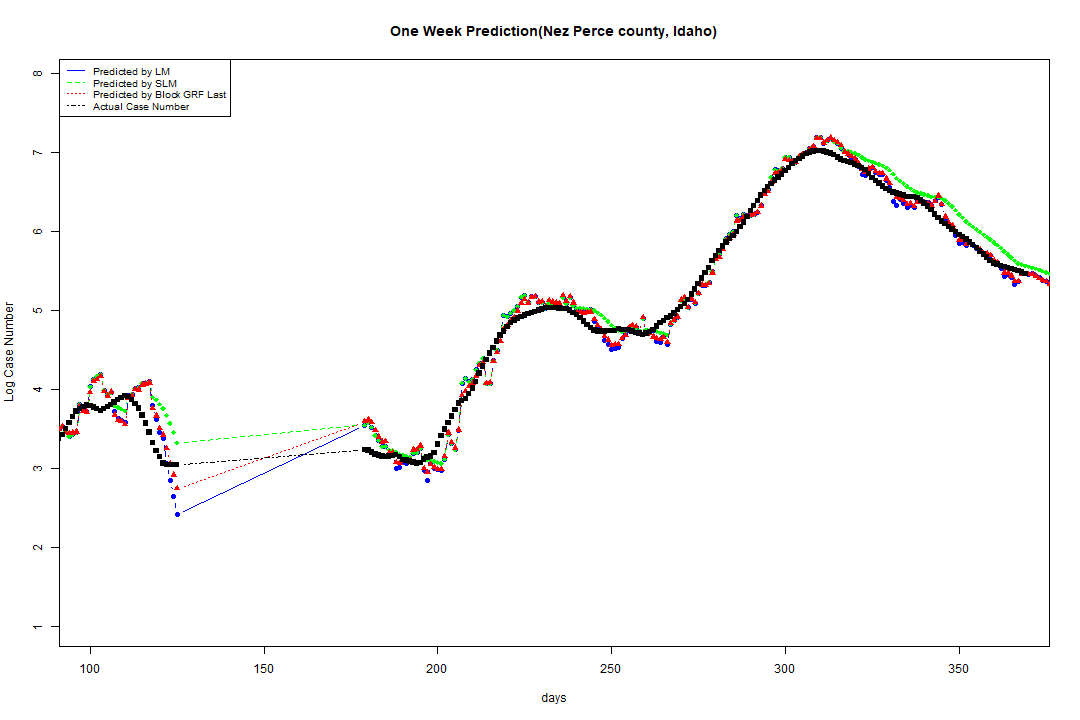 One Week Prediction(Nez Perce county, Idaho)
Predicted by LM
Predicted by SLM
Predicted by Block GRF Last
Actual Case Number
8
7
6
5
4
3
2
1
Log Case Number
100 150 200 250 300 350
days